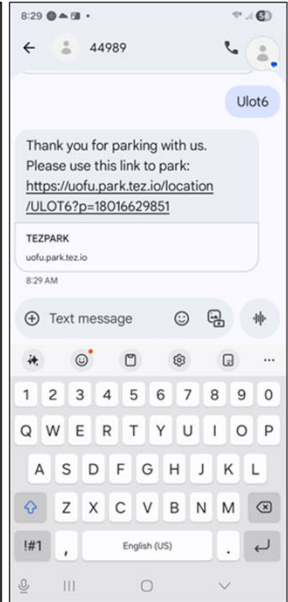 8:29
44989
Ulot6
Thank you for parking with us.
Please use this link to park:
https://uofu.park.tez.io/location
/ULOT6?p=18016629851
TEZPARK
uofu.park.tez.io
8:29 AM
Text message
1 2 3 4 5 6 7 8 9 0
Q W E R T Y U I O P
A S D F G H J K L
Z X C V B N M
!#1 , English (US) .